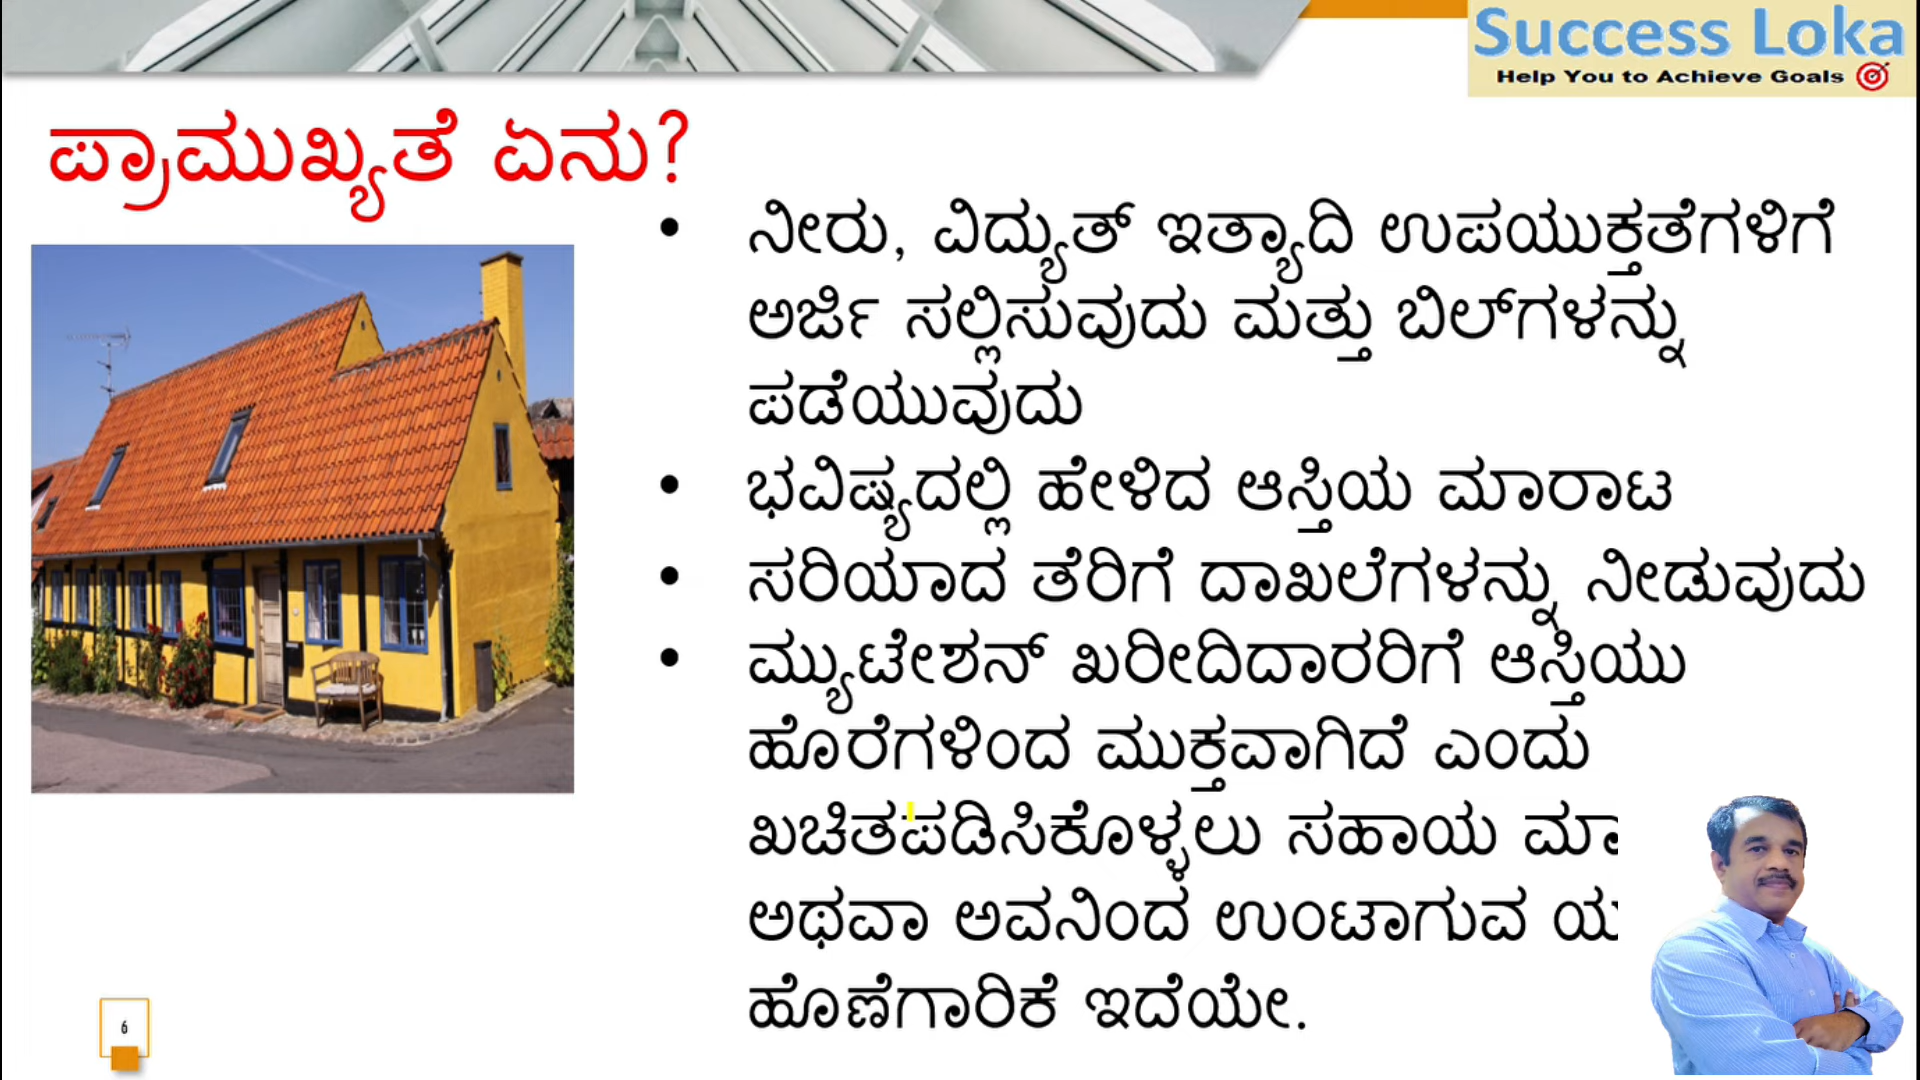 Success Loka
Help You to Achieve Goals
ಪ್ರಾಮುಖ್ಯತೆ ಏನು?
• ನೀರು, ವಿದ್ಯುತ್ ಇತ್ಯಾದಿ ಉಪಯುಕ್ತತೆಗಳಿಗೆ
ಅರ್ಜಿ ಸಲ್ಲಿಸುವುದು ಮತ್ತು ಬಿಲ್‌ಗಳನ್ನು
ಪಡೆಯುವುದು
• ಭವಿಷ್ಯದಲ್ಲಿ ಹೇಳಿದ ಆಸ್ತಿಯ ಮಾರಾಟ
• ಸರಿಯಾದ ತೆರಿಗೆ ದಾಖಲೆಗಳನ್ನು ನೀಡುವುದು
• ಮ್ಯುಟೇಶನ್ ಖರೀದಿದಾರರಿಗೆ ಆಸ್ತಿಯು
ಹೊರೆಗಳಿಂದ ಮುಕ್ತವಾಗಿದೆ ಎಂದು
ಖಚಿತಪಡಿಸಿಕೊಳ್ಳಲು ಸಹಾಯ
ಅಥವಾ ಅವನಿಂದ ಉಂಟಾಗುವ
ಹೊಣೆಗಾರಿಕೆ ಇದೆಯೇ.
6